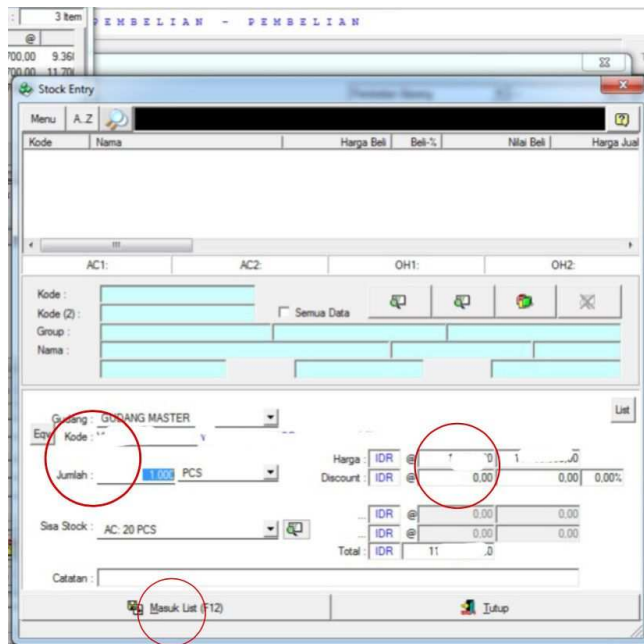 : 3 Item
P E M B E L I A N - P E M B E L I A N
@
700.00 9.36
700.00 11.70
Stock Entry
Menu A..Z
Kode Nama Harga Beli Beli-% Nilai Beli Harga Jual
AC1: AC2: OH1: OH2:
Kode :
Kode (2) : Semua Data
Group :
Nama :
List
Gudang : GUDANG MASTER
Eqv Kode :
Harga : IDR @
Jumlah : 1.000 PCS
Discount : IDR @ 0,00 0,00 0,00%
... IDR @ 0,00 0,00
Sisa Stock : AC: 20 PCS
... IDR @ 0,00 0,00
Total : IDR 11
Catatan :
Masuk List (F12) Tutup